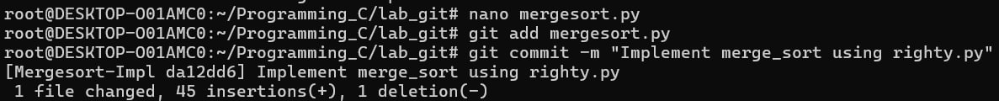 root@DESKTOP-O01AMC0:~/Programming_C/lab_git# nano mergesort.py
root@DESKTOP-O01AMC0:~/Programming_C/lab_git# git add mergesort.py
root@DESKTOP-O01AMC0:~/Programming_C/lab_git# git commit -m "Implement merge_sort using righty.py"
[Mergesort-Impl da12dd6] Implement merge_sort using righty.py
 1 file changed, 45 insertions(+), 1 deletion(-)